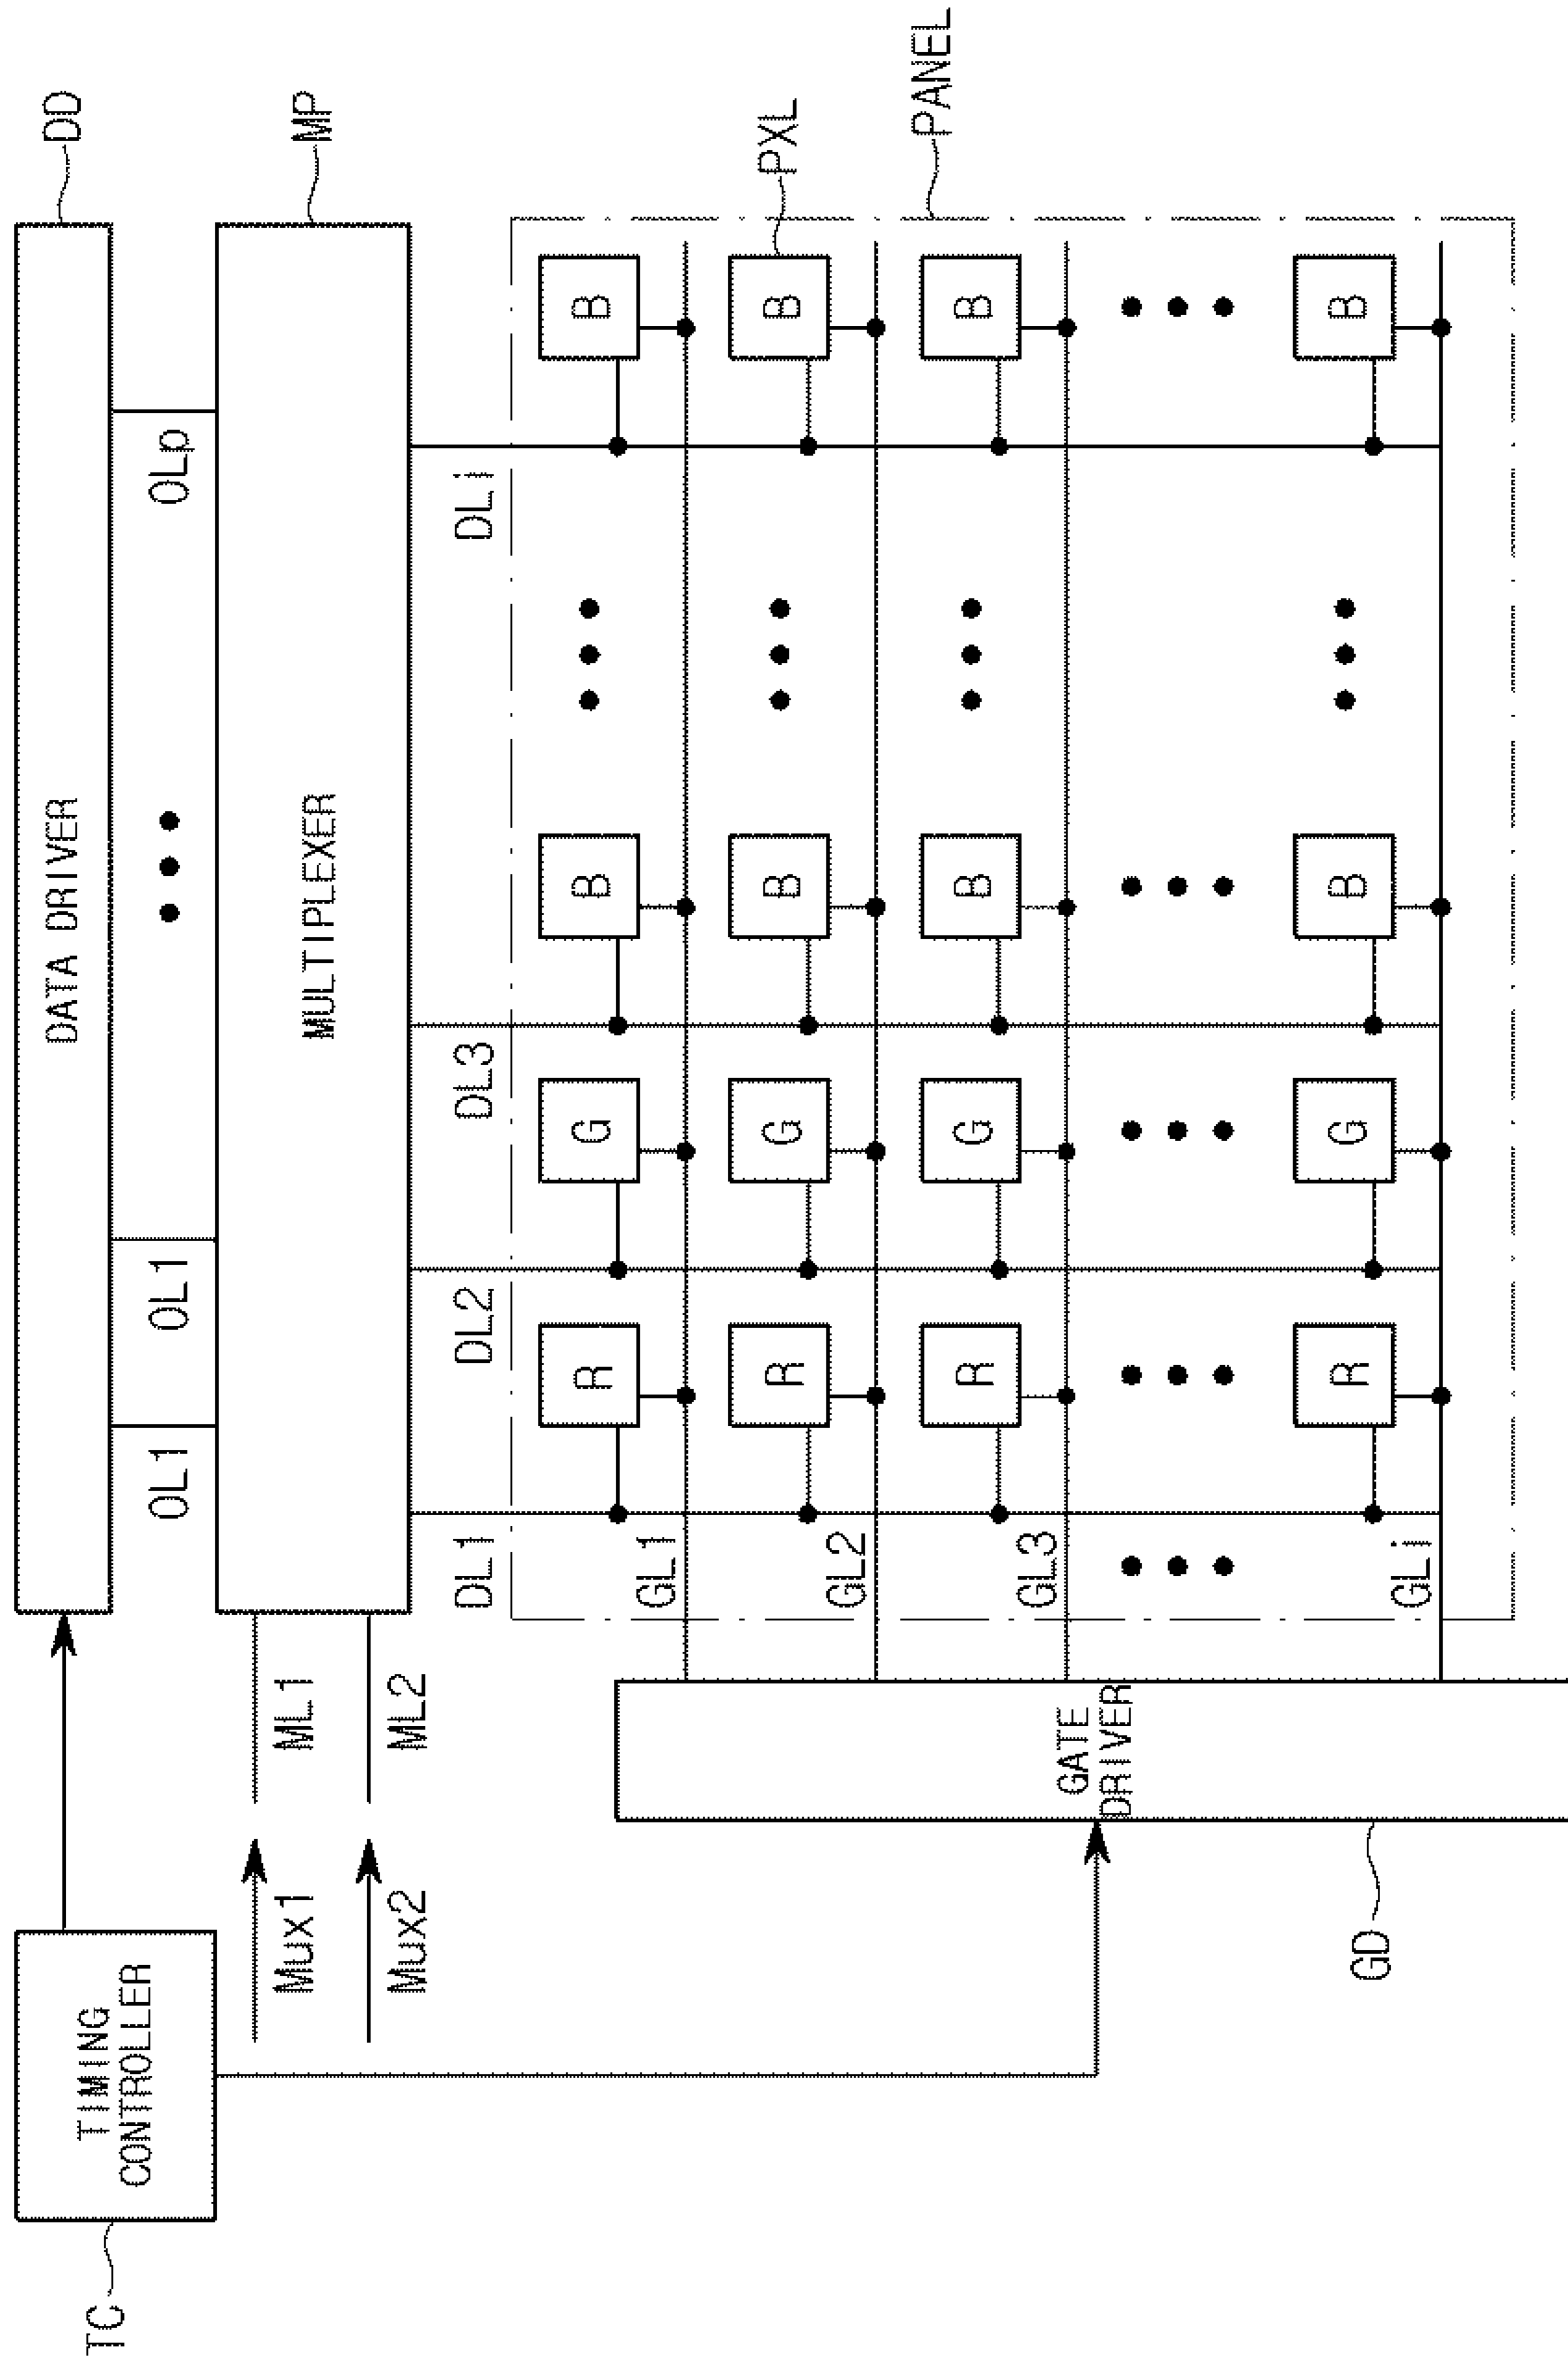 TC
TIMING
CONTROLLER
DATA DRIVER
DD
OL1
OL1
OLp
Mux1
ML1
Mux2
ML2
MULTIPLEXER
MP
DL1
DL2
DL3
DLi
R
G
B
B
GL1
R
G
B
B
PXL
GL2
R
G
B
B
PANEL
GL3
GATE
DRIVER
R
G
B
B
GLi
GD